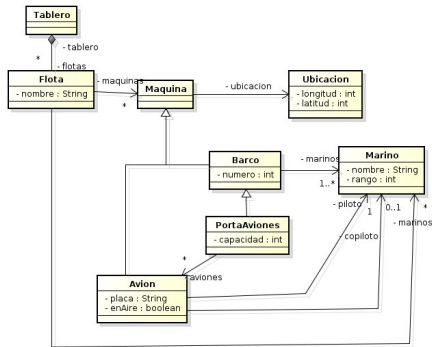 Tablero
*
- tablero
- flotas
Flota
- nombre : String
- maquinas
*
Maquina
- ubicacion
Ubicacion
- longitud : int
- latitud : int
Barco
- numero : int
- marinos
1..*
Marino
- nombre : String
- rango : int
- piloto
1
0..1
*
- marinos
- copiloto
PortaAviones
- capacidad : int
*
- aviones
Avion
- placa : String
- enAire : boolean